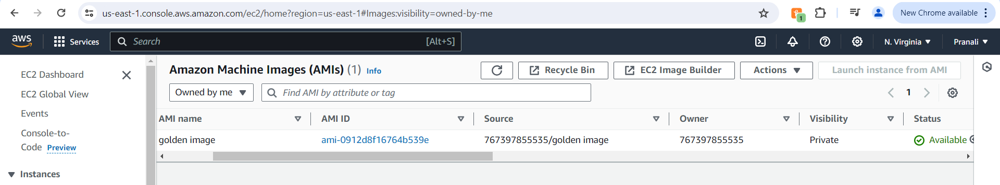 us-east-1.console.aws.amazon.com/ec2/home?region=us-east-1#Images:visibility=owned-by-me
1
New Chrome available
aws
Services
Search
[Alt+S]
N. Virginia
Pranali
EC2 Dashboard
EC2 Global View
Events
Console-to-
Code Preview
Instances
Amazon Machine Images (AMIs) (1) Info
Recycle Bin
EC2 Image Builder
Actions
Launch instance from AMI
Owned by me
Find AMI by attribute or tag
1
AMI name AMI ID Source Owner Visibility Status
golden image ami-0912d8f16764b539e 767397855535/golden image 767397855535 Private Available